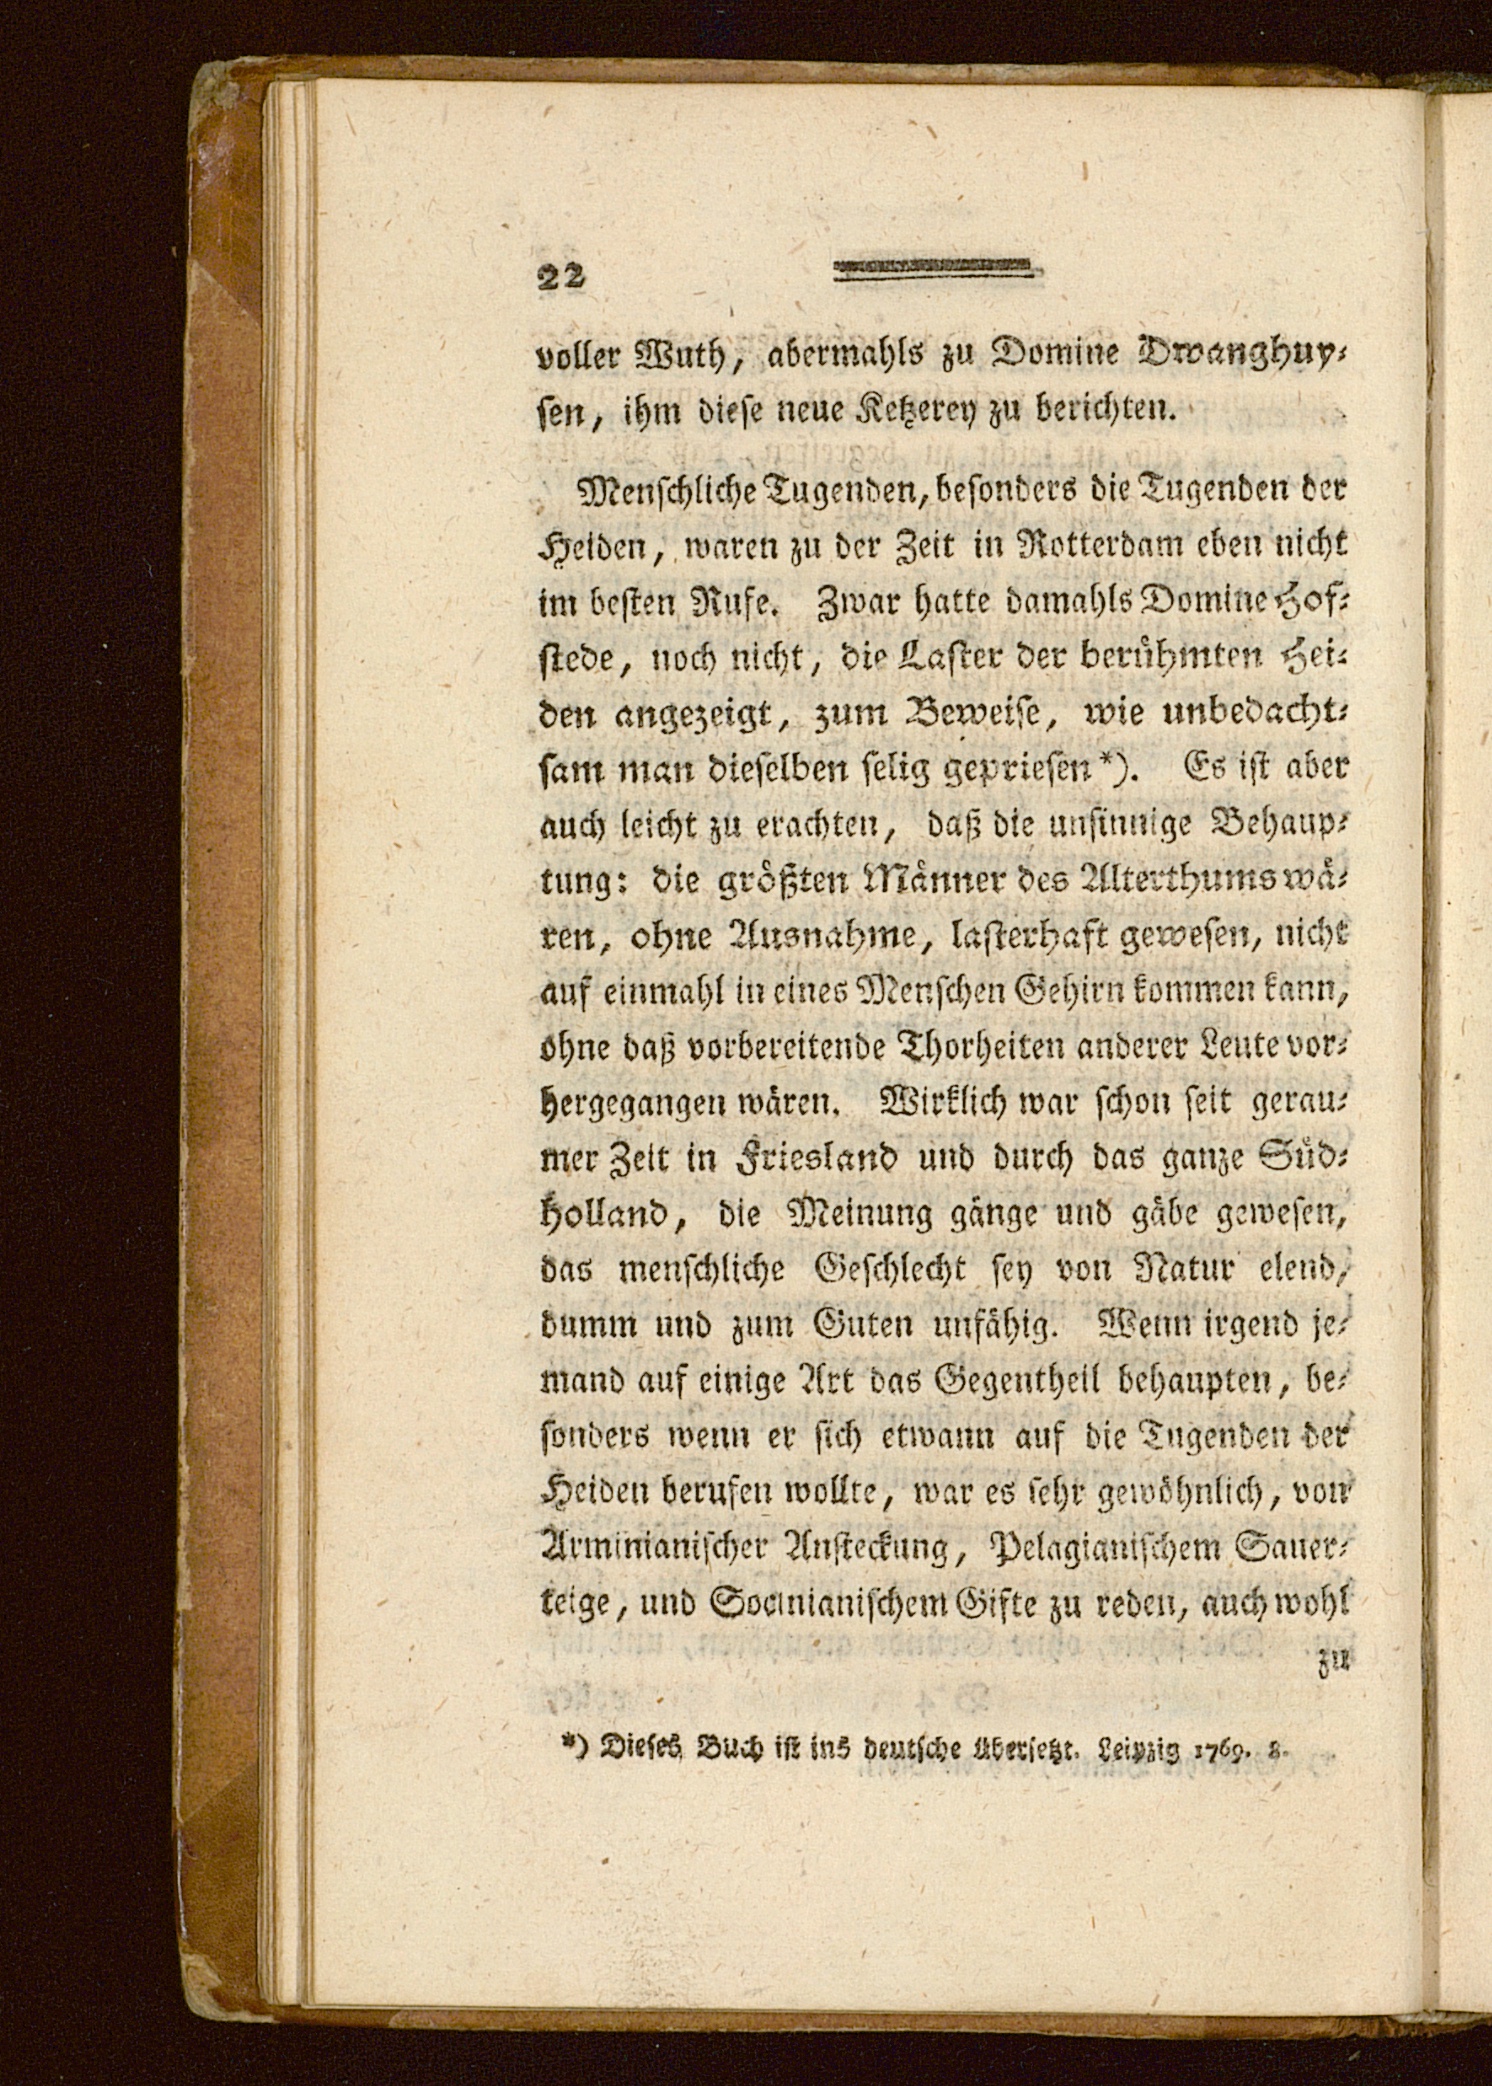 22
voller Wuth, abermahls zu Domine Dwanghuy-
sen, ihm diese neue Ketzerey zu berichten.
Menschliche Tugenden, besonders die Tugenden der
Heiden, waren zu der Zeit in Rotterdam eben nicht
im besten Rufe. Zwar hatte damahls Domine Hof-
stede, noch nicht, die Laster der berühmten Hei-
den angezeigt, zum Beweise, wie unbedacht-
sam man dieselben selig gepriesen*). Es ist aber
auch leicht zu erachten, daß die unsinnige Behaup-
tung: die größten Männer des Alterthums wä-
ren, ohne Ausnahme, lasterhaft gewesen, nicht
auf einmahl in eines Menschen Gehirn kommen kann,
ohne daß vorbereitende Thorheiten anderer Leute vor-
hergegangen wären. Wirklich war schon seit gerau-
mer Zeit in Friesland und durch das ganze Süd-
holland, die Meinung gänge und gäbe gewesen,
das menschliche Geschlecht sey von Natur elend,
dumm und zum Guten unfähig. Wenn irgend je-
mand auf einige Art das Gegentheil behaupten, be-
sonders wenn er sich etwann auf die Tugenden der
Heiden berufen wollte, war es sehr gewöhnlich, von
Arminianischer Ansteckung, Pelagianischem Sauer-
teige, und Socinianischem Gifte zu reden, auch wohl
zu
*) Dieses Buch ist ins deutsche übersetzt. Leipzig 1769. 8.